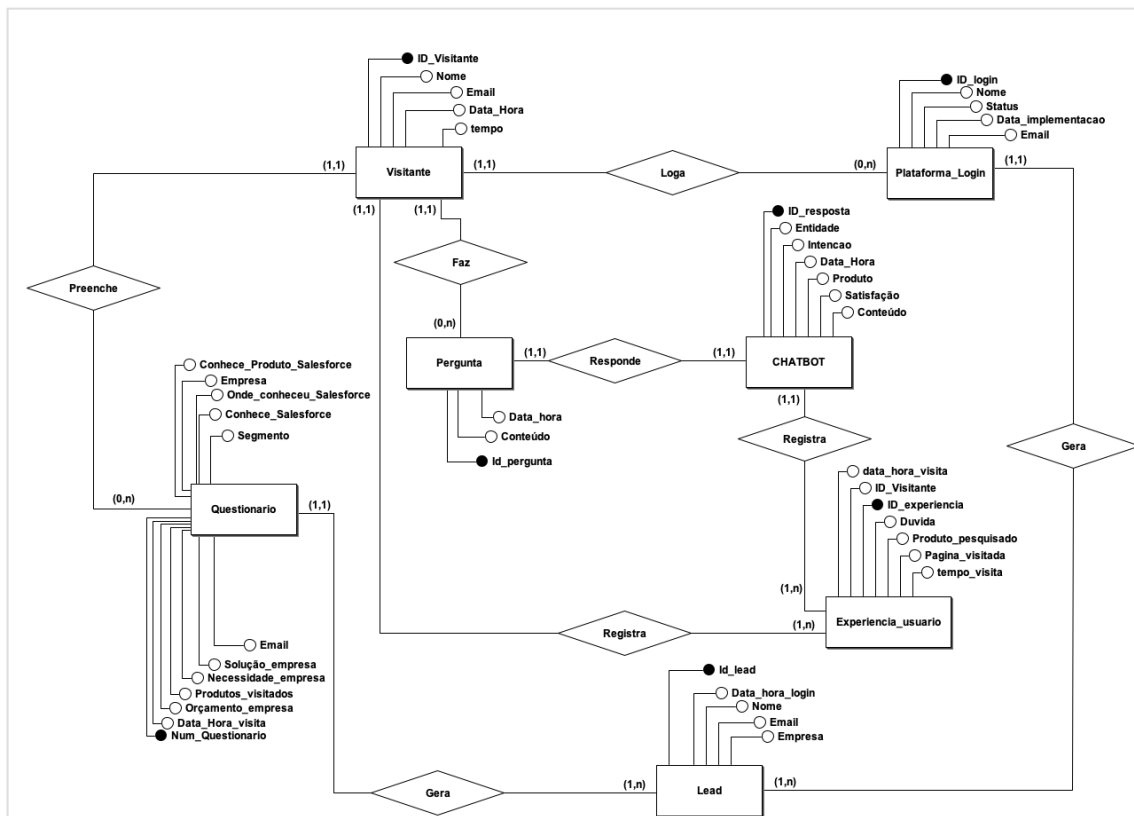 ID_Visitante
Nome
Email
Data_Hora
tempo
(1,1)
Visitante
(1,1)
(1,1)
(1,1)
Loga
ID_login
Nome
Status
Data_implementacao
Email
(0,n)
Plataforma_Login
(1,1)
Preenche
Faz
(0,n)
ID_resposta
Entidade
Intencao
Data_Hora
Produto
Satisfação
Conteúdo
Pergunta
(1,1)
Responde
(1,1)
CHATBOT
(1,1)
Data_hora
Conteúdo
Id_pergunta
Registra
Gera
Conhece_Produto_Salesforce
Empresa
Onde_conheceu_Salesforce
Conhece_Salesforce
Segmento
(0,n)
Questionario
(1,1)
data_hora_visita
ID_Visitante
ID_experiencia
Duvida
Produto_pesquisado
Pagina_visitada
tempo_visita
(1,n)
Experiencia_usuario
Registra
(1,n)
Email
Solução_empresa
Necessidade_empresa
Produtos_visitados
Orçamento_empresa
Data_Hora_visita
Num_Questionario
Id_lead
Data_hora_login
Nome
Email
Empresa
Gera
(1,n)
Lead
(1,n)